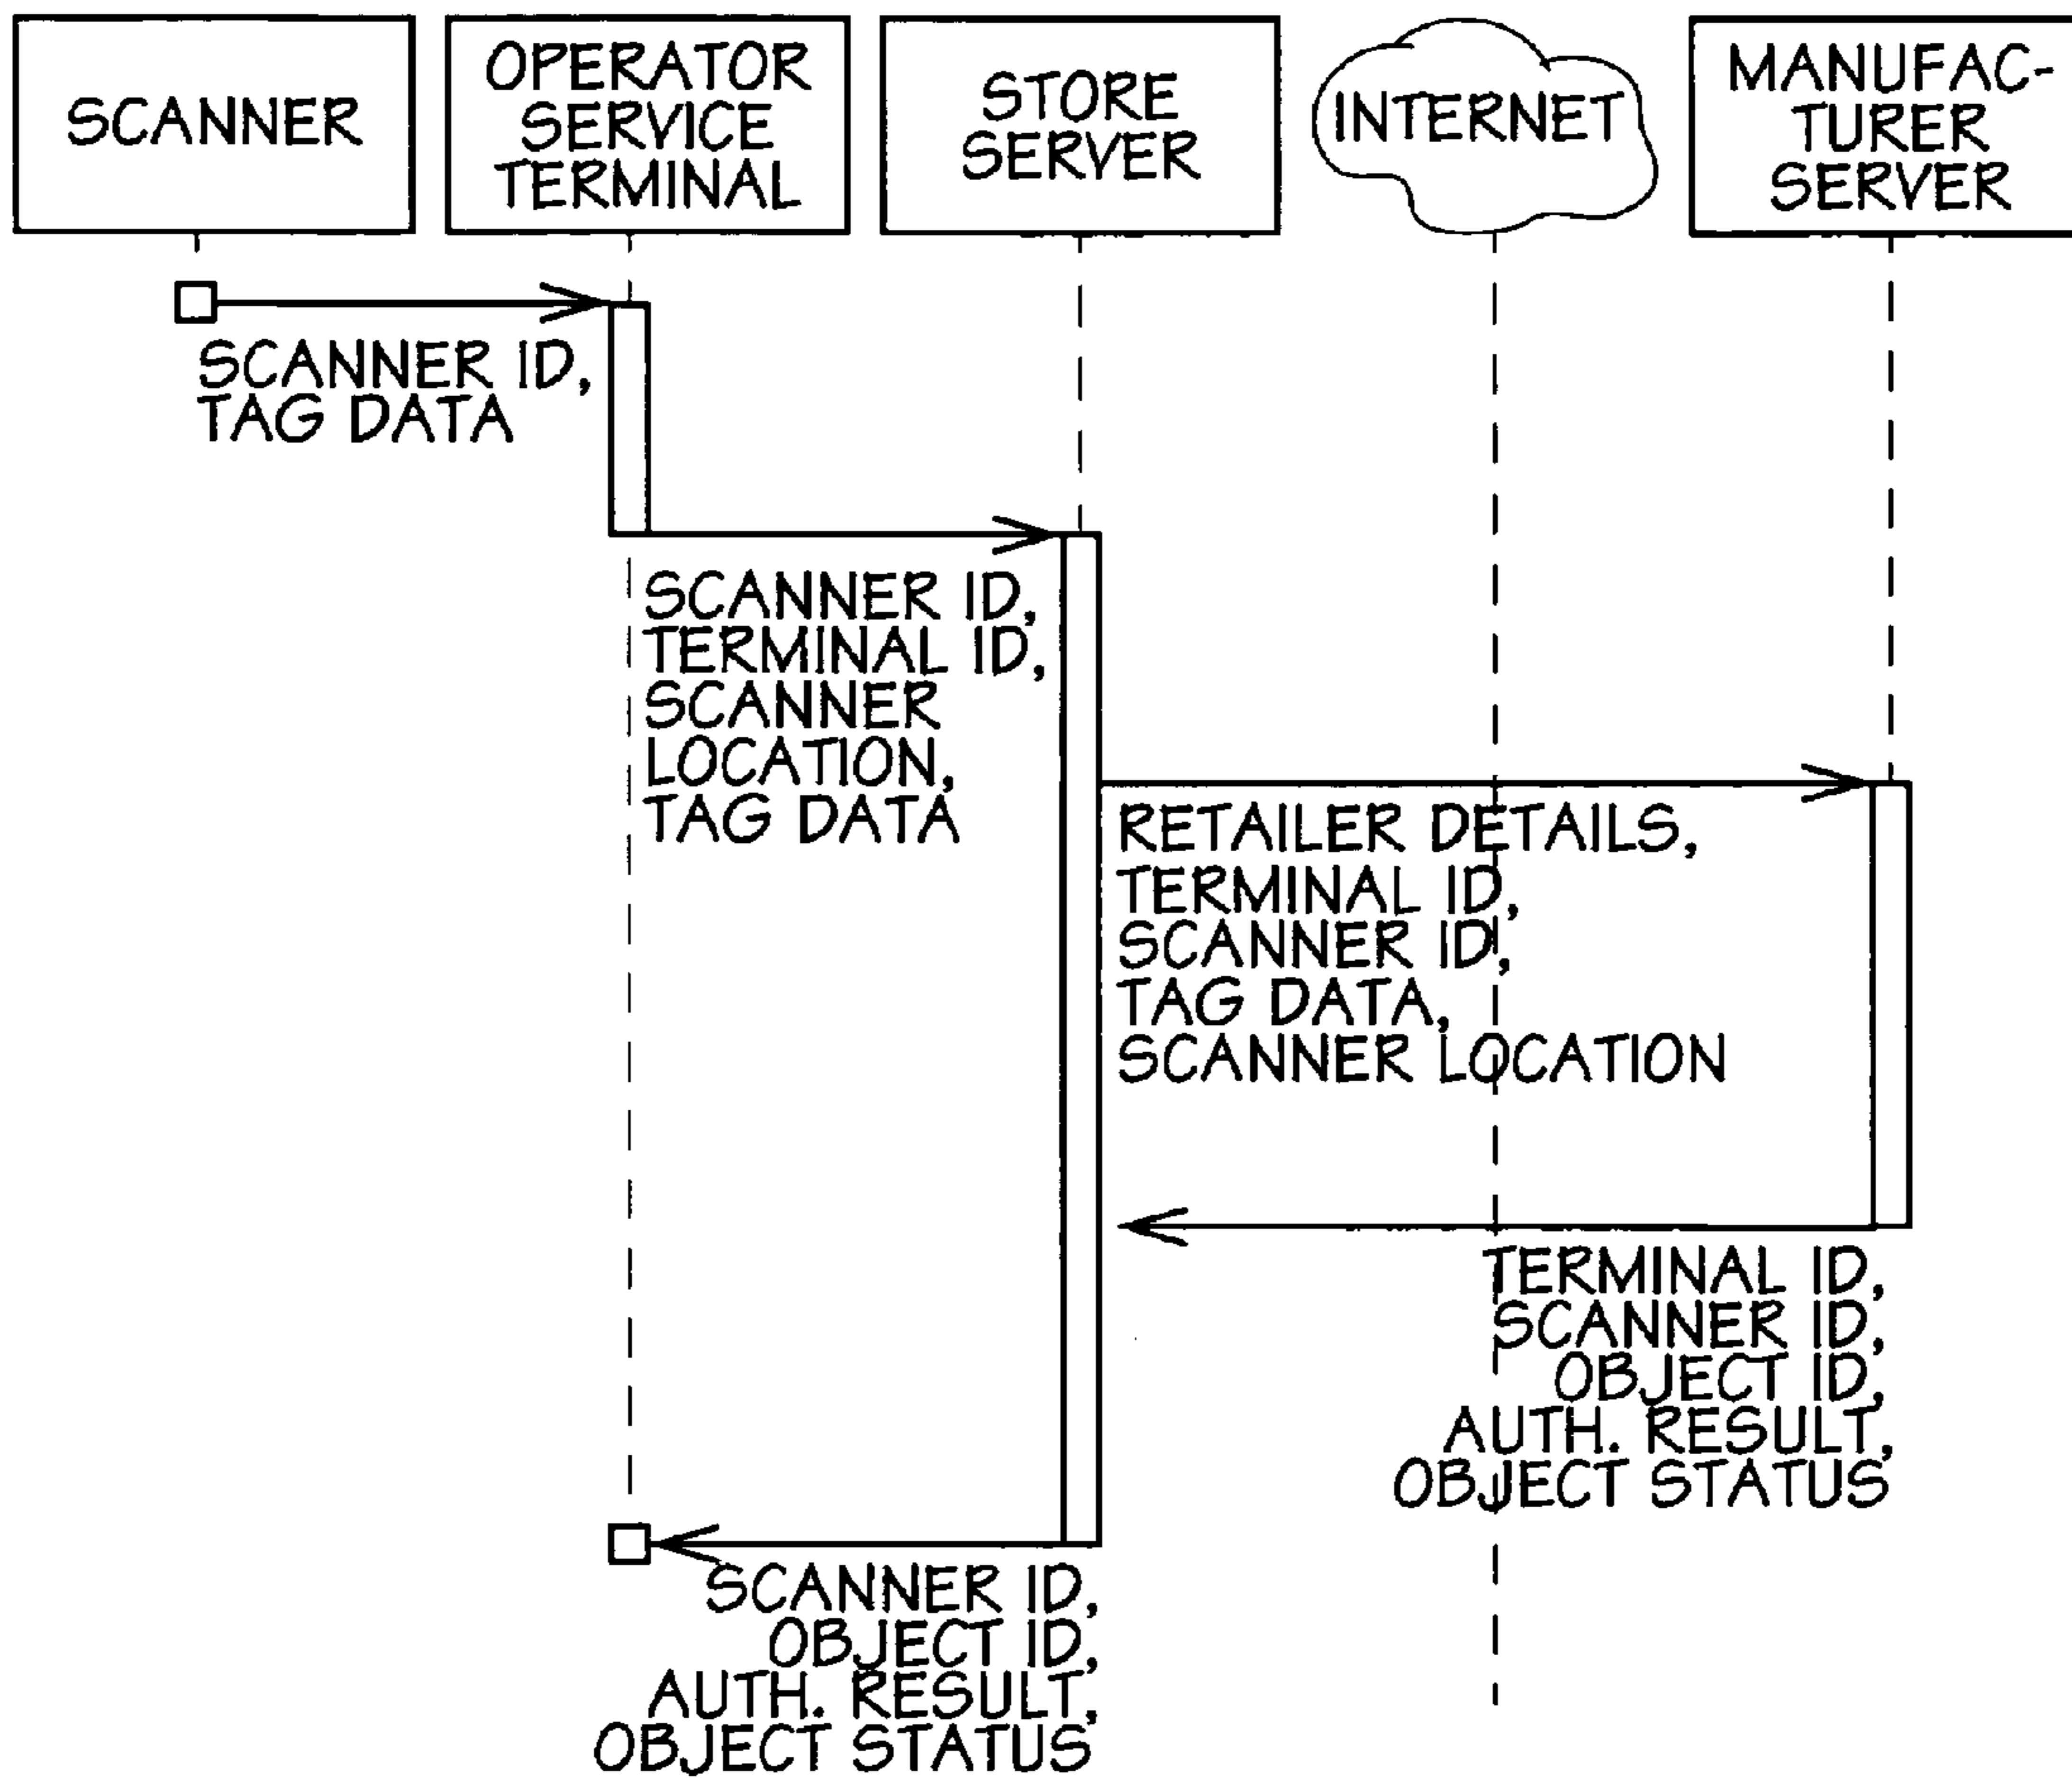 SCANNER
OPERATOR
SERVICE
TERMINAL
STORE
SERVER
INTERNET
MANUFAC-
TURER
SERVER
SCANNER ID,
TAG DATA
SCANNER ID,
TERMINAL ID,
SCANNER
LOCATION,
TAG DATA
RETAILER DETAILS,
TERMINAL ID,
SCANNER ID,
TAG DATA,
SCANNER LOCATION
TERMINAL ID,
SCANNER ID,
OBJECT ID,
AUTH. RESULT,
OBJECT STATUS
SCANNER ID,
OBJECT ID,
AUTH. RESULT,
OBJECT STATUS